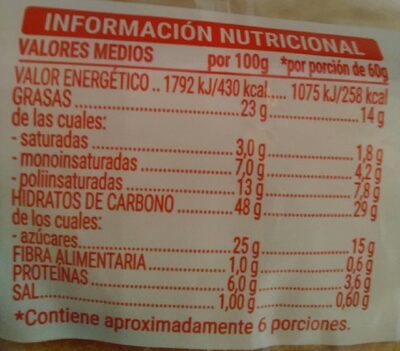 INFORMACIÓN NUTRICIONAL
VALORES MEDIOS por 100g *por porción de 60g
VALOR ENERGÉTICO .. 1792 kJ/430 kcal.... 1075 kJ/258 kcal
GRASAS 23 g 14 g
de las cuales:
- saturadas 3,0 g 1,8 g
- monoinsaturadas 7,0 g 4,2 g
- poliinsaturadas 13 g 7,8 g
HIDRATOS DE CARBONO 48 g 29 g
de los cuales:
- azúcares 25 g 15 g
FIBRA ALIMENTARIA 1,0 g 0,6 g
PROTEÍNAS 6,0 g 3,6 g
SAL 1,00 g 0,60 g
*Contiene aproximadamente 6 porciones.